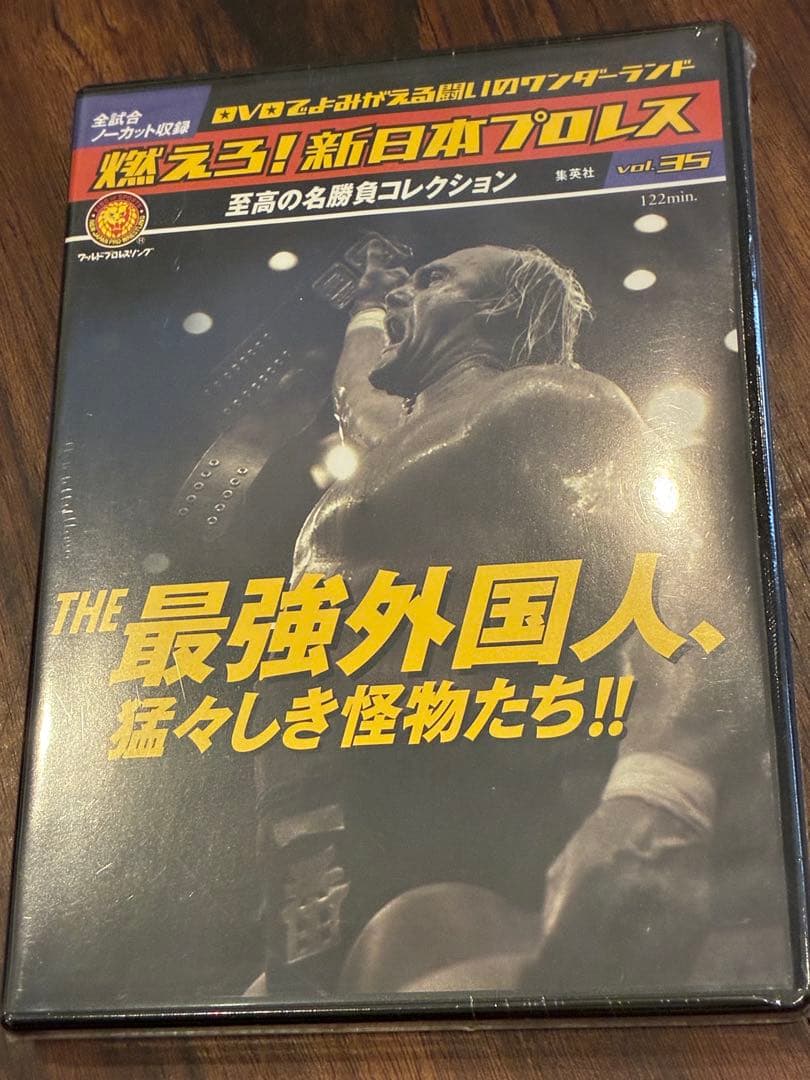 全試合
ノーカット収録
DVDでよみがえる闘いのワンダーランド
燃えろ!新日本プロレス
至高の名勝負コレクション
集英社
vol.35
122min.
ワールドプロレスリング
THE 最強外国人、
猛々しき怪物たち!!
一番